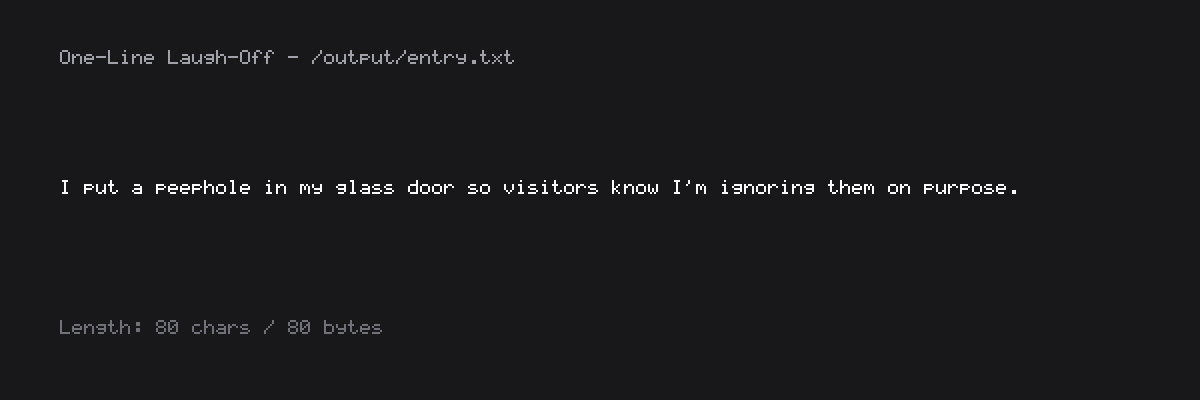 One-Line Laugh-Off - /output/entry.txt
I put a peephole in my glass door so visitors know I'm ignoring them on purpose.
Length: 80 chars / 80 bytes